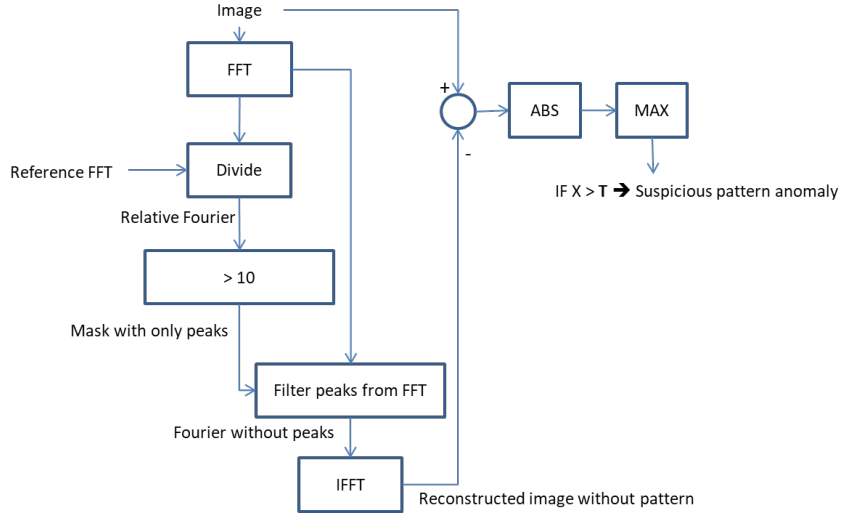 Image
FFT
+
ABS
MAX
-
Reference FFT
Divide
IF X > T ➔ Suspicious pattern anomaly
Relative Fourier
> 10
Mask with only peaks
Filter peaks from FFT
Fourier without peaks
IFFT
Reconstructed image without pattern